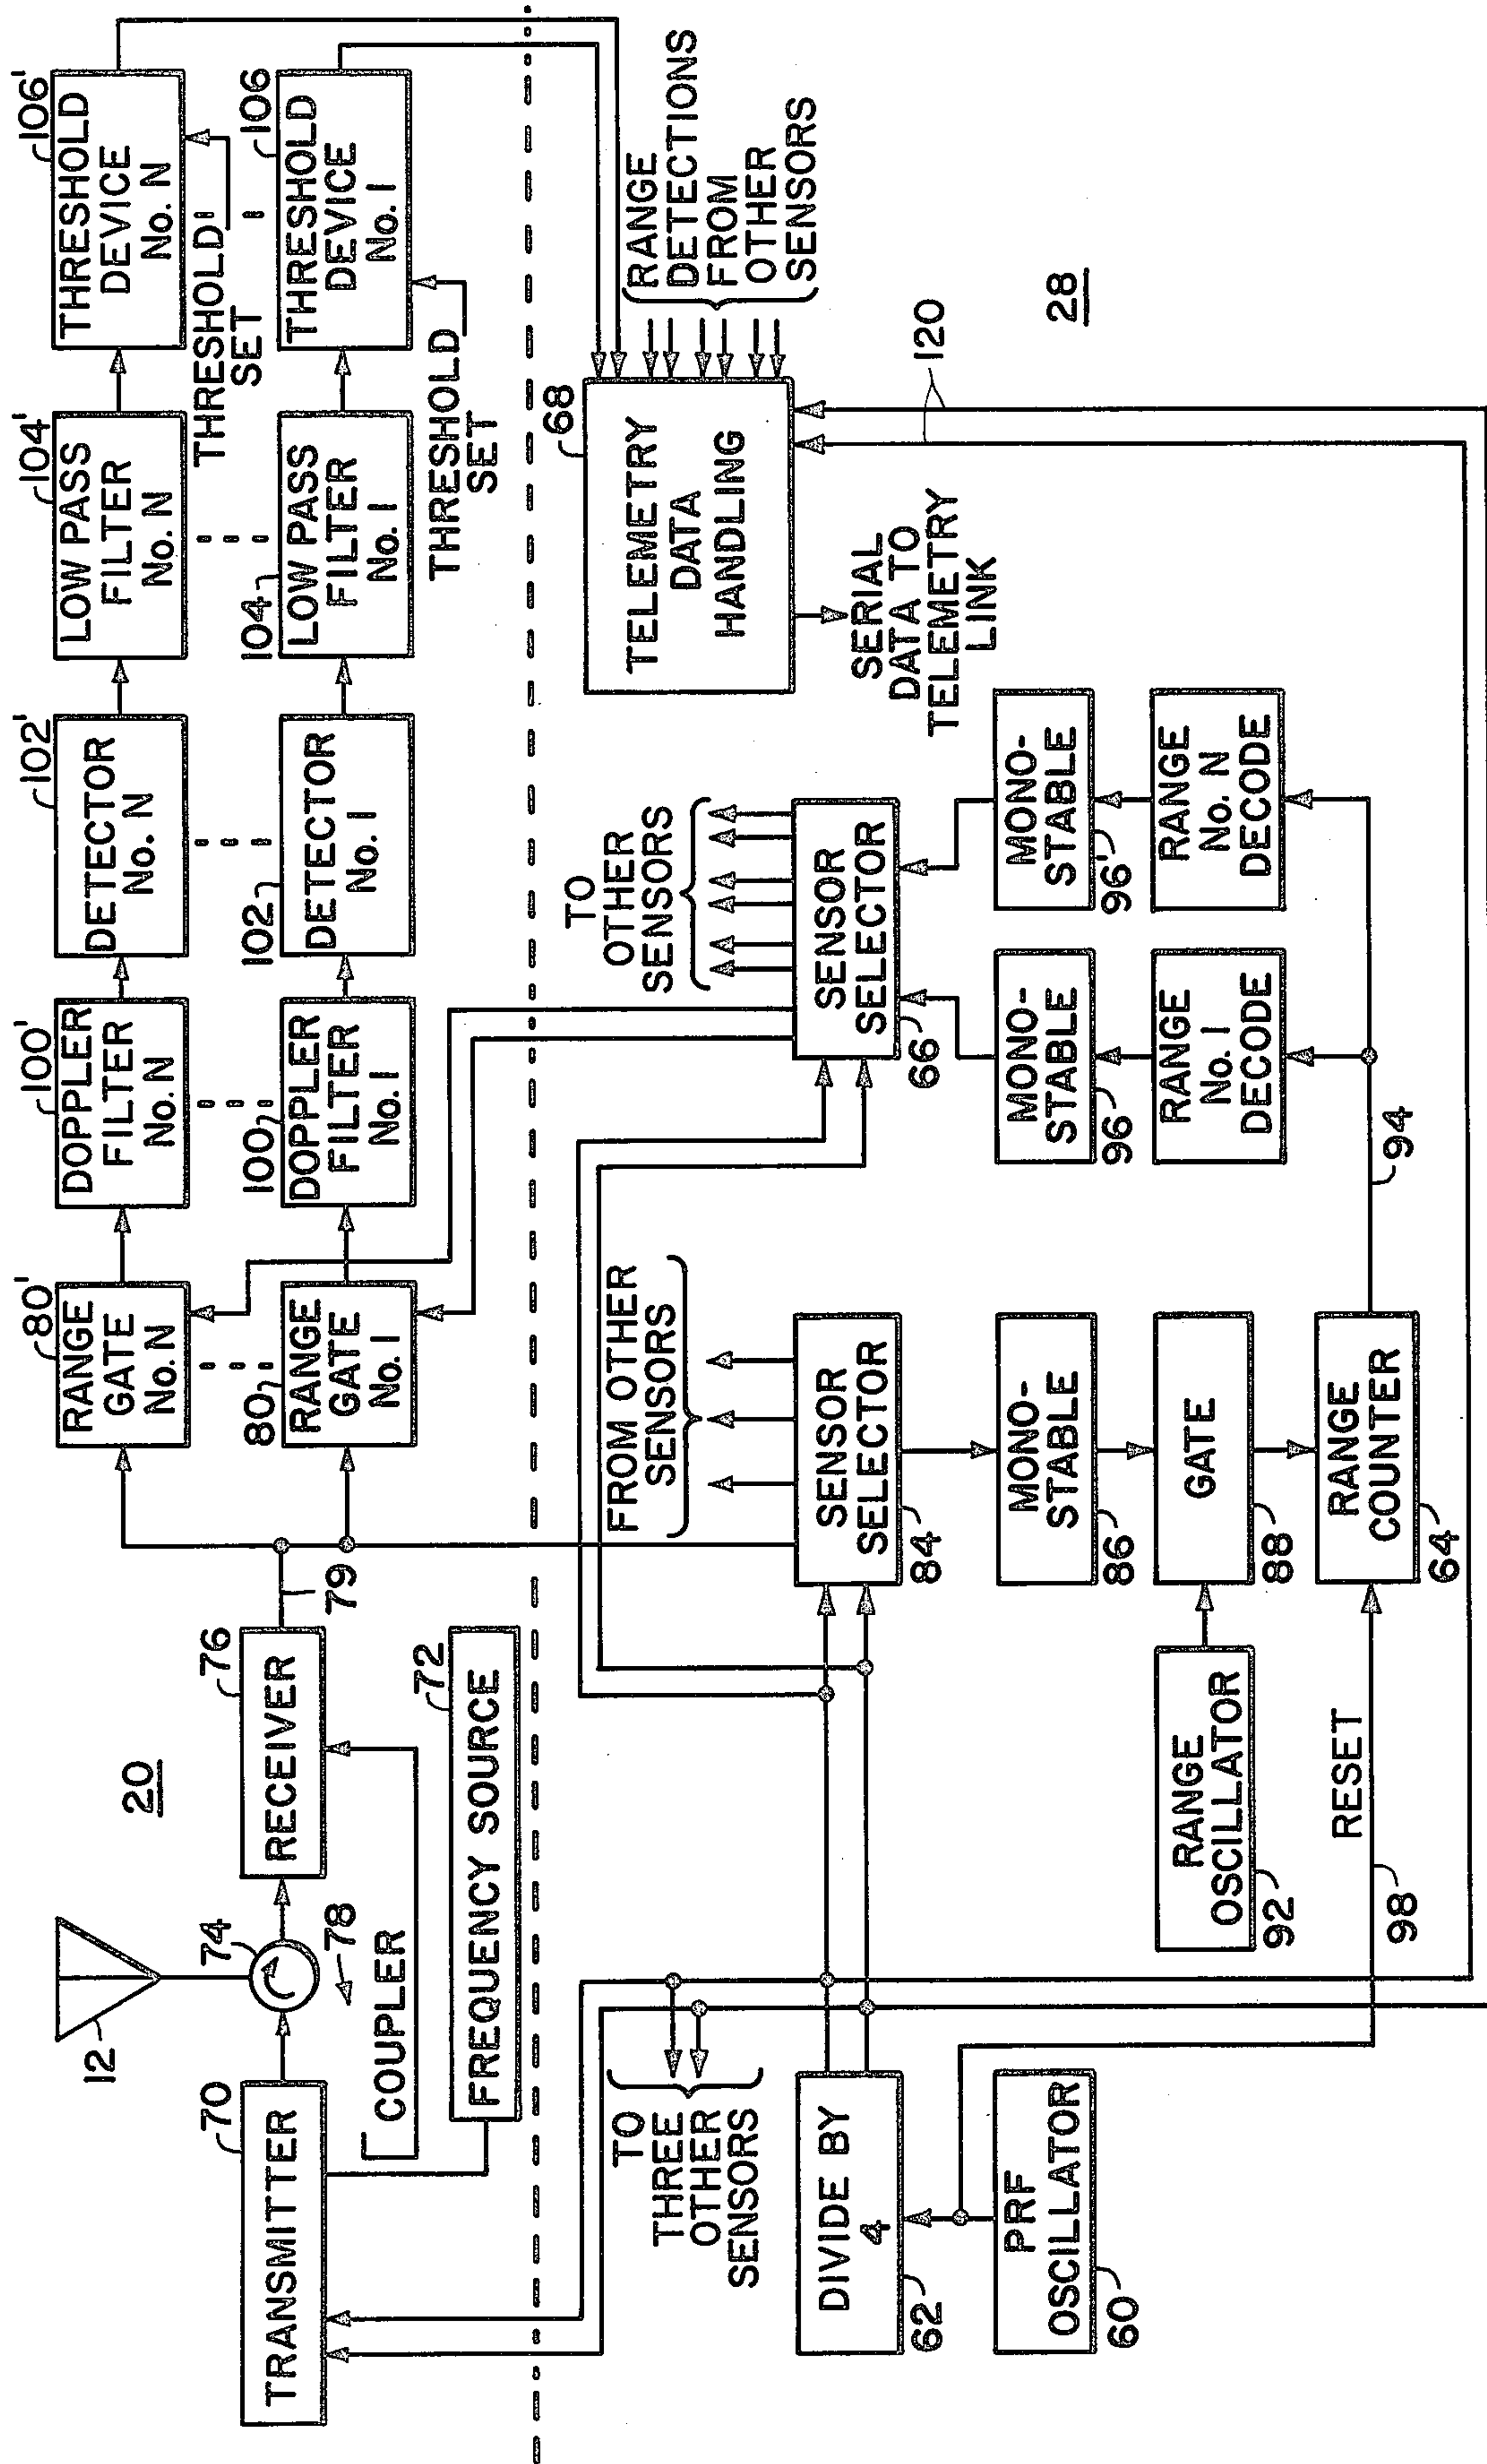 20
12
70
TRANSMITTER
74
78
COUPLER
76
RECEIVER
72
FREQUENCY SOURCE
79
80'
RANGE
GATE
No. N
80
RANGE
GATE
No. 1
100'
DOPPLER
FILTER
No. N
100
DOPPLER
FILTER
No. 1
102'
DETECTOR
No. N
102
DETECTOR
No. 1
104'
LOW PASS
FILTER
No. N
104
LOW PASS
FILTER
No. 1
106'
THRESHOLD
DEVICE
No. N
THRESHOLD
SET
106
THRESHOLD
DEVICE
No. 1
THRESHOLD
SET
TO
THREE
OTHER
SENSORS
DIVIDE BY
4
62
PRF
OSCILLATOR
60
FROM OTHER
SENSORS
SENSOR
SELECTOR
84
MONO-
STABLE
86
GATE
88
RANGE
OSCILLATOR
92
RESET
98
RANGE
COUNTER
64
94
TO
OTHER
SENSORS
SENSOR
SELECTOR
66
MONO-
STABLE
96
MONO-
STABLE
96'
RANGE
No. 1
DECODE
RANGE
No. N
DECODE
68
TELEMETRY
DATA
HANDLING
SERIAL
DATA TO
TELEMETRY
LINK
RANGE
DETECTIONS
FROM
OTHER
SENSORS
120
28